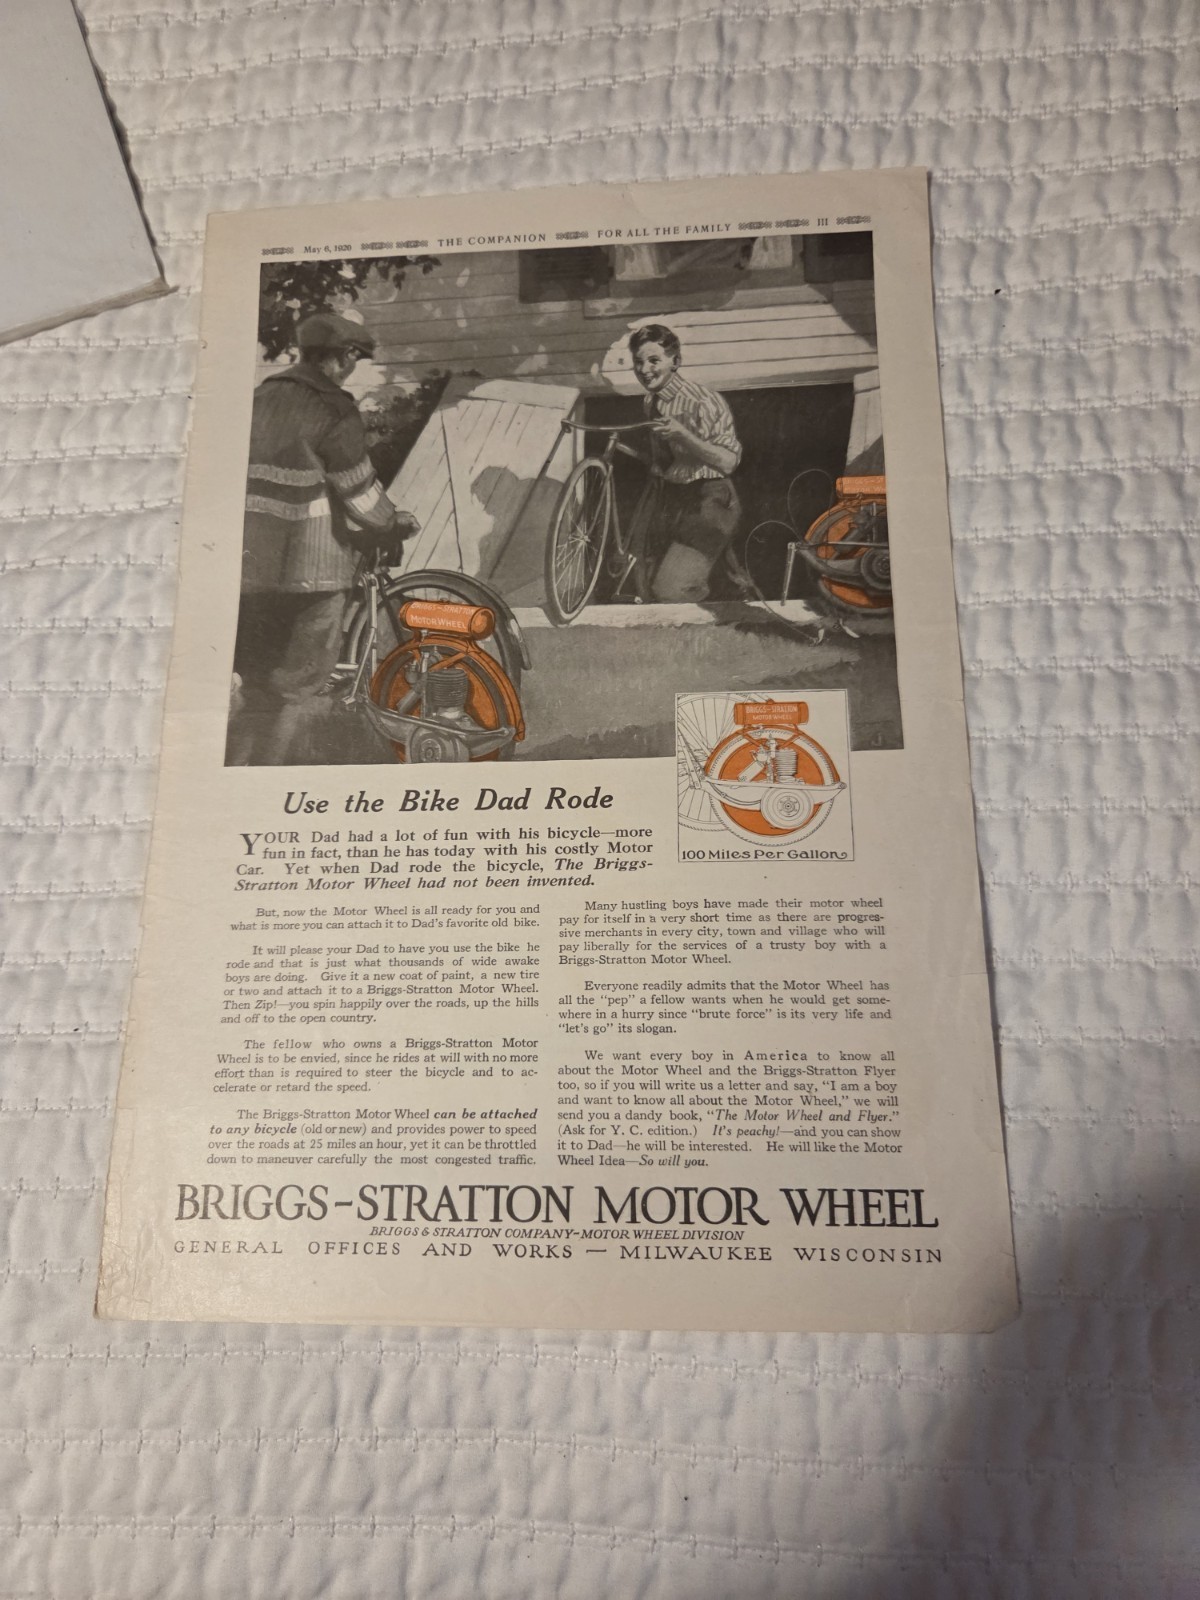 May 6, 1920 THE COMPANION FOR ALL THE FAMILY III
BRIGGS-STRATTON
MOTOR WHEEL
BRIGGS-STRATTON
MOTOR WHEEL
100 Miles Per Gallon
Use the Bike Dad Rode
YOUR Dad had a lot of fun with his bicycle—more
fun in fact, than he has today with his costly Motor
Car. Yet when Dad rode the bicycle, The Briggs-
Stratton Motor Wheel had not been invented.
But, now the Motor Wheel is all ready for you and
what is more you can attach it to Dad's favorite old bike.
It will please your Dad to have you use the bike he
rode and that is just what thousands of wide awake
boys are doing. Give it a new coat of paint, a new tire
or two and attach it to a Briggs-Stratton Motor Wheel.
Then Zip!—you spin happily over the roads, up the hills
and off to the open country.
The fellow who owns a Briggs-Stratton Motor
Wheel is to be envied, since he rides at will with no more
effort than is required to steer the bicycle and to ac-
celerate or retard the speed.
The Briggs-Stratton Motor Wheel can be attached
to any bicycle (old or new) and provides power to speed
over the roads at 25 miles an hour, yet it can be throttled
down to maneuver carefully the most congested traffic.
Many hustling boys have made their motor wheel
pay for itself in a very short time as there are progres-
sive merchants in every city, town and village who will
pay liberally for the services of a trusty boy with a
Briggs-Stratton Motor Wheel.
Everyone readily admits that the Motor Wheel has
all the "pep" a fellow wants when he would get some-
where in a hurry since "brute force" is its very life and
"let's go" its slogan.
We want every boy in America to know all
about the Motor Wheel and the Briggs-Stratton Flyer
too, so if you will write us a letter and say, "I am a boy
and want to know all about the Motor Wheel," we will
send you a dandy book, "The Motor Wheel and Flyer."
(Ask for Y. C. edition.) It's peachy!—and you can show
it to Dad—he will be interested. He will like the Motor
Wheel Idea—So will you.
BRIGGS-STRATTON MOTOR WHEEL
BRIGGS & STRATTON COMPANY-MOTOR WHEEL DIVISION
GENERAL OFFICES AND WORKS — MILWAUKEE WISCONSIN